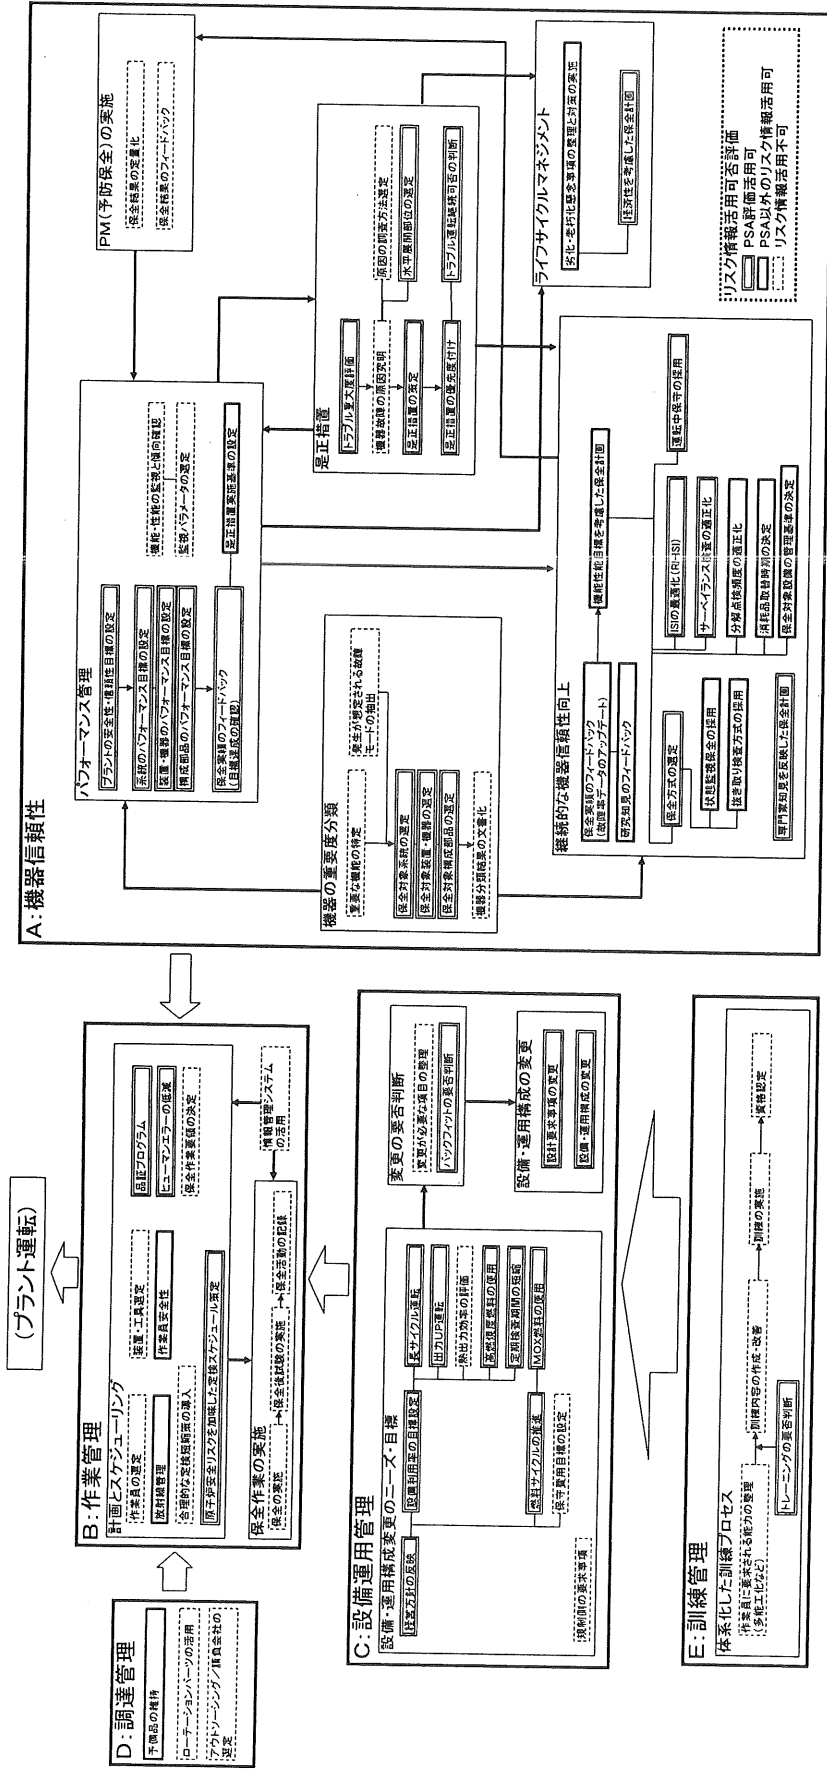 (プラント運転)
D:調達管理
予備品の維持
ローテーションパーツの活用
アウトソーシング/請負会社の
選定
B:作業管理
計画とスケジューリング
作業員の選定
装置・工具選定
品証プログラム
放射線管理
作業員安全性
ヒューマンエラーの低減
合理的な定検短縮策の導入
保全作業要領の決定
原子炉安全リスクを加味した定検スケジュール策定
保全作業の実施
保全の実施
保全後試験の実施
保全活動の記録
情報管理システム
の活用
C:設備運用管理
設備・運用構成変更のニーズ・目標
経営方針の反映
設備利用率の目標設定
長サイクル運転
出力UP運転
熱出力効率の評価
高燃焼度燃料の使用
定期検査期間の短縮
燃料サイクルの推進
MOX燃料の使用
保守費用目標の設定
規制側の要求事項
変更の要否判断
変更が必要な項目の整理
バックフィットの要否判断
設備・運用構成の変更
設計要求事項の変更
設備・運用構成の変更
E:訓練管理
体系化した訓練プロセス
作業員に要求される能力の整理
(多能工化など)
訓練内容の作成・改善
訓練の実施
資格認定
トレーニングの要否判断
A:機器信頼性
パフォーマンス管理
プラントの安全性・信頼性目標の設定
系統のパフォーマンス目標の設定
装置・機器のパフォーマンス目標の設定
構成部品のパフォーマンス目標の設定
保全実績のフィードバック
(目標達成の確認)
機能・性能の監視と傾向確認
監視パラメータの選定
是正措置実施基準の設定
PM(予防保全)の実施
保全結果の定量化
保全結果のフィードバック
機器の重要度分類
重要な機能の特定
発生が想定される故障
モードの抽出
保全対象系統の選定
保全対象装置・機器の選定
保全対象構成部品の選定
機器分類結果の文書化
是正措置
トラブル重大度評価
機器故障の原因究明
是正措置の策定
是正措置の優先度付け
原因の調査方法選定
水平展開部位の選定
トラブル運転継続可否の判断
継続的な機器信頼性向上
保全実績のフィードバック
(故障率データのアップデート)
研究知見のフィードバック
機能性能目標を考慮した保全計画
保全方式の選定
状態監視保全の採用
抜き取り検査方式の採用
専門家知見を反映した保全計画
ISIの最適化(RI-ISI)
サーベイランス検査の適正化
分解点検頻度の適正化
消耗品取替時期の決定
保全対象設備の管理基準の決定
運転中保守の採用
ライフサイクルマネジメント
劣化・老朽化懸念事項の整理と対策の実施
経済性を考慮した保全計画
リスク情報活用可否評価
PSA評価活用可
PSA以外のリスク情報活用可
リスク情報活用不可